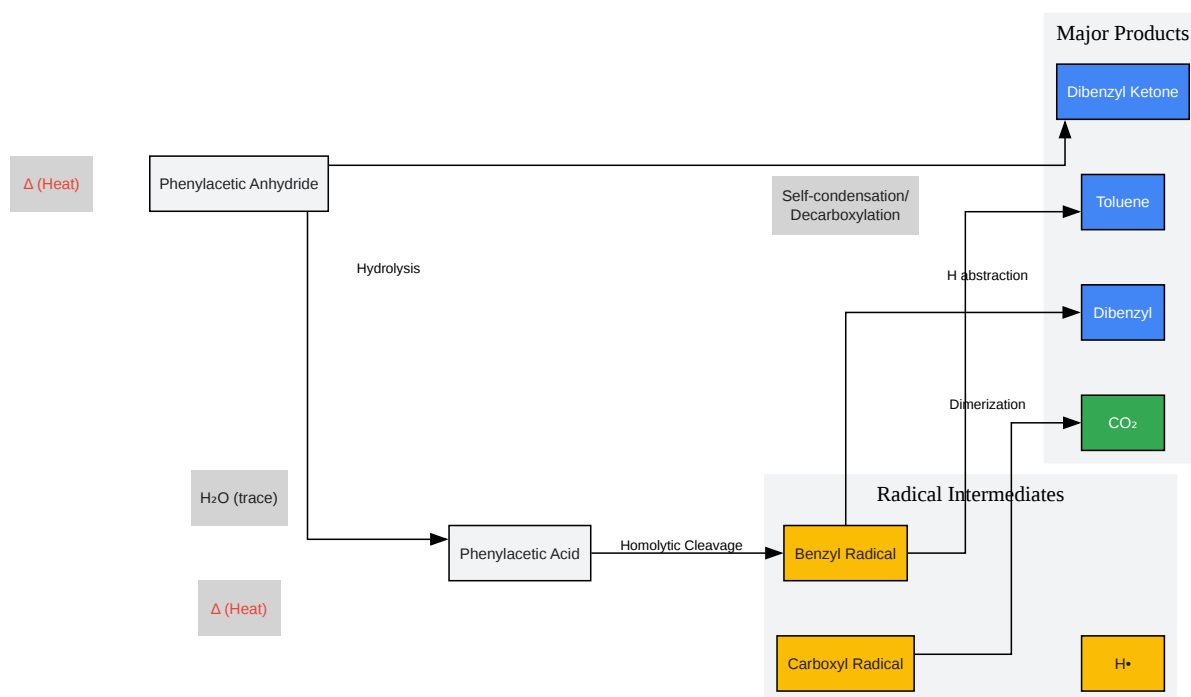 Major Products
Dibenzyl Ketone
Δ (Heat)
Phenylacetic Anhydride
Self-condensation/
Decarboxylation
Toluene
Hydrolysis
H abstraction
Dibenzyl
Dimerization
CO₂
H₂O (trace)
Radical Intermediates
Phenylacetic Acid
Homolytic Cleavage
Benzyl Radical
Δ (Heat)
Carboxyl Radical
H•